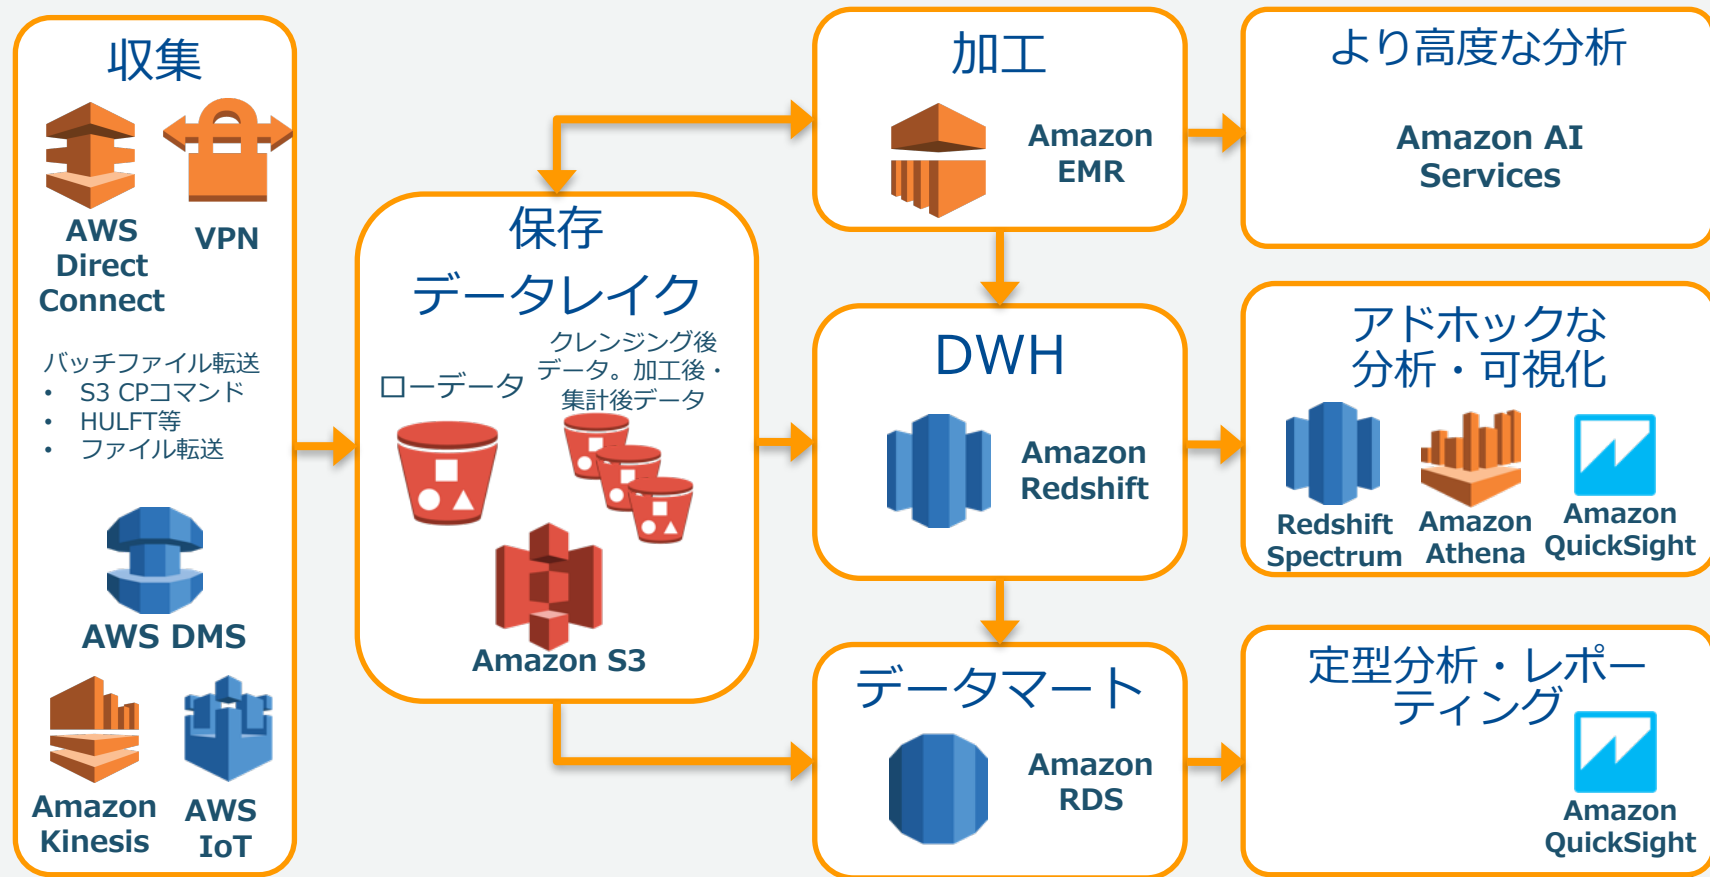 収集
AWS
Direct
Connect
VPN
バッチファイル転送
• S3 CPコマンド
• HULFT等
• ファイル転送
AWS DMS
Amazon
Kinesis
AWS
IoT
保存
データレイク
ローデータ
クレンジング後
データ。加工後・
集計後データ
Amazon S3
加工
Amazon
EMR
DWH
Amazon
Redshift
データマート
Amazon
RDS
より高度な分析
Amazon AI
Services
アドホックな
分析・可視化
Redshift
Spectrum
Amazon
Athena
Amazon
QuickSight
定型分析・レポー
ティング
Amazon
QuickSight